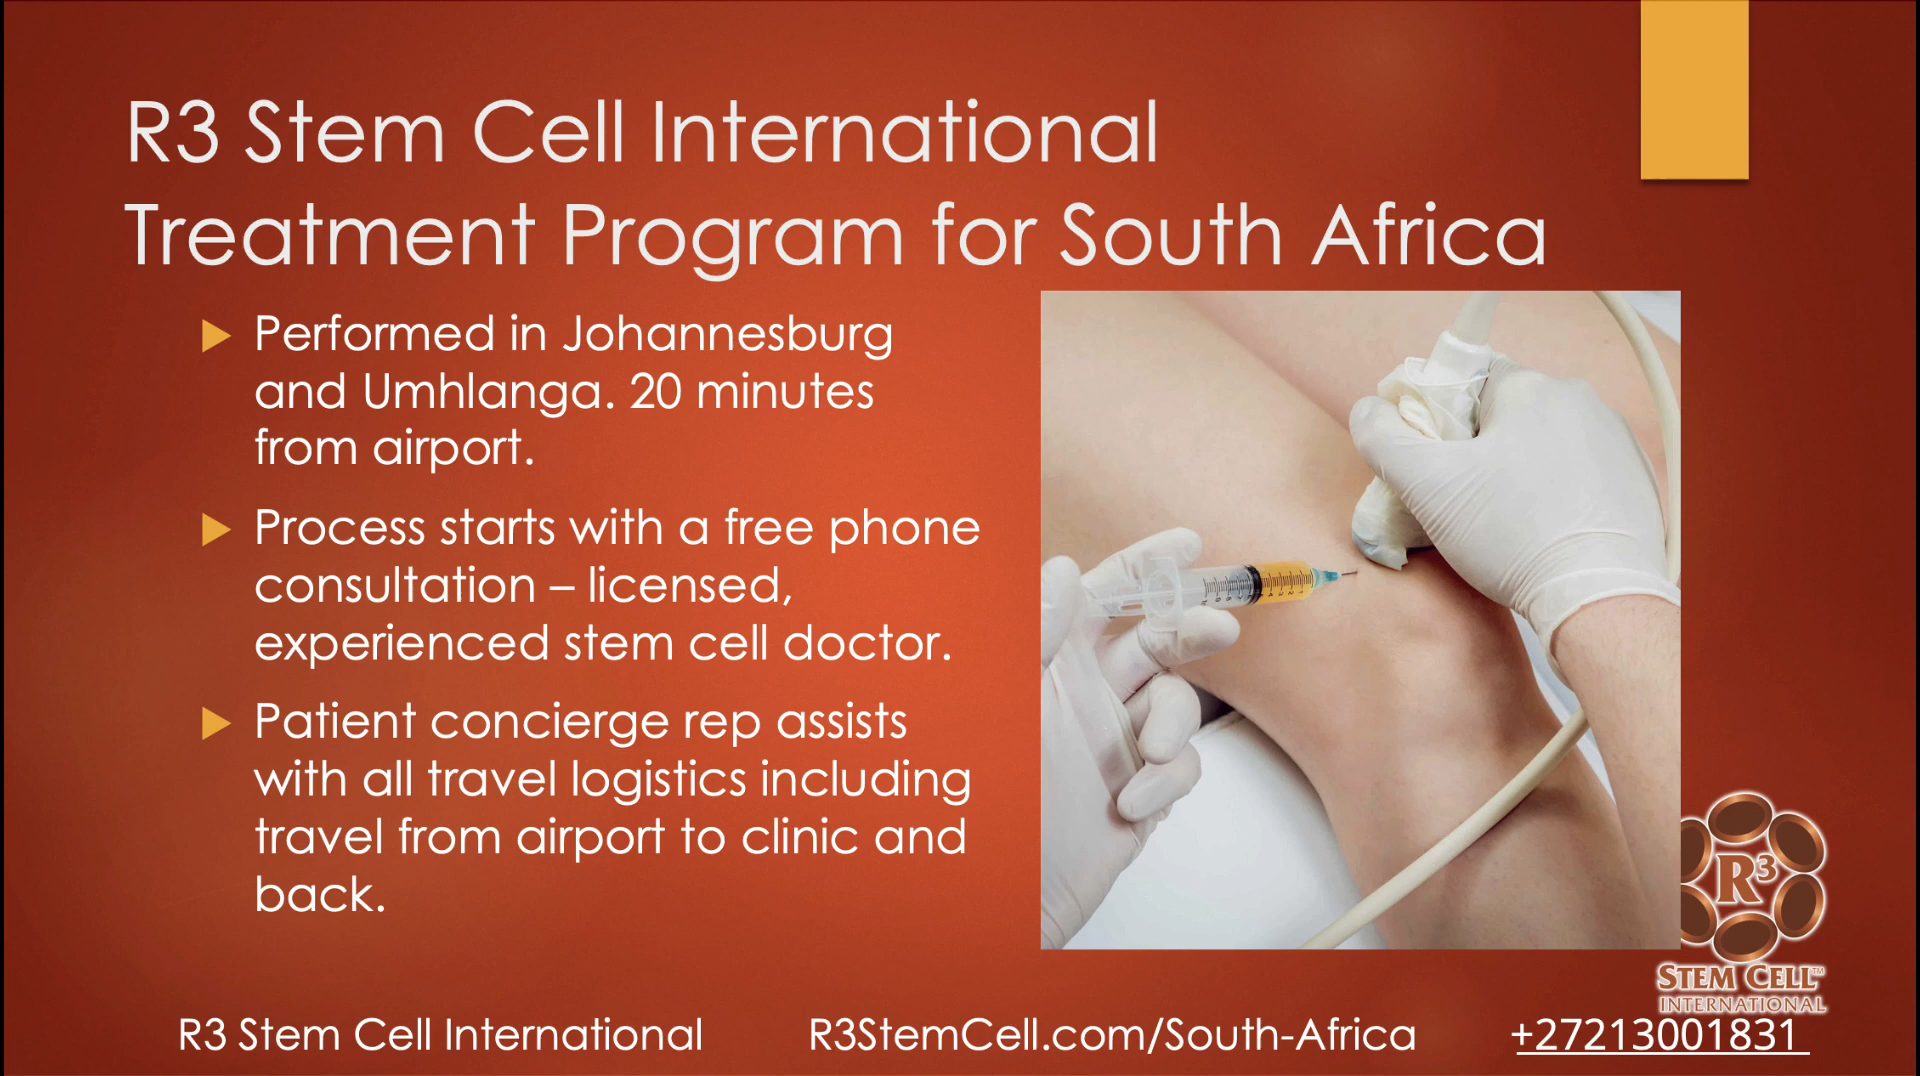 R3 Stem Cell International
Treatment Program for South Africa
Performed in Johannesburg
and Umhlanga. 20 minutes
from airport.
Process starts with a free phone
consultation – licensed,
experienced stem cell doctor.
Patient concierge rep assists
with all travel logistics including
travel from airport to clinic and
back.
R³
STEM CELL™
INTERNATIONAL
R3 Stem Cell International
R3StemCell.com/South-Africa
+27213001831